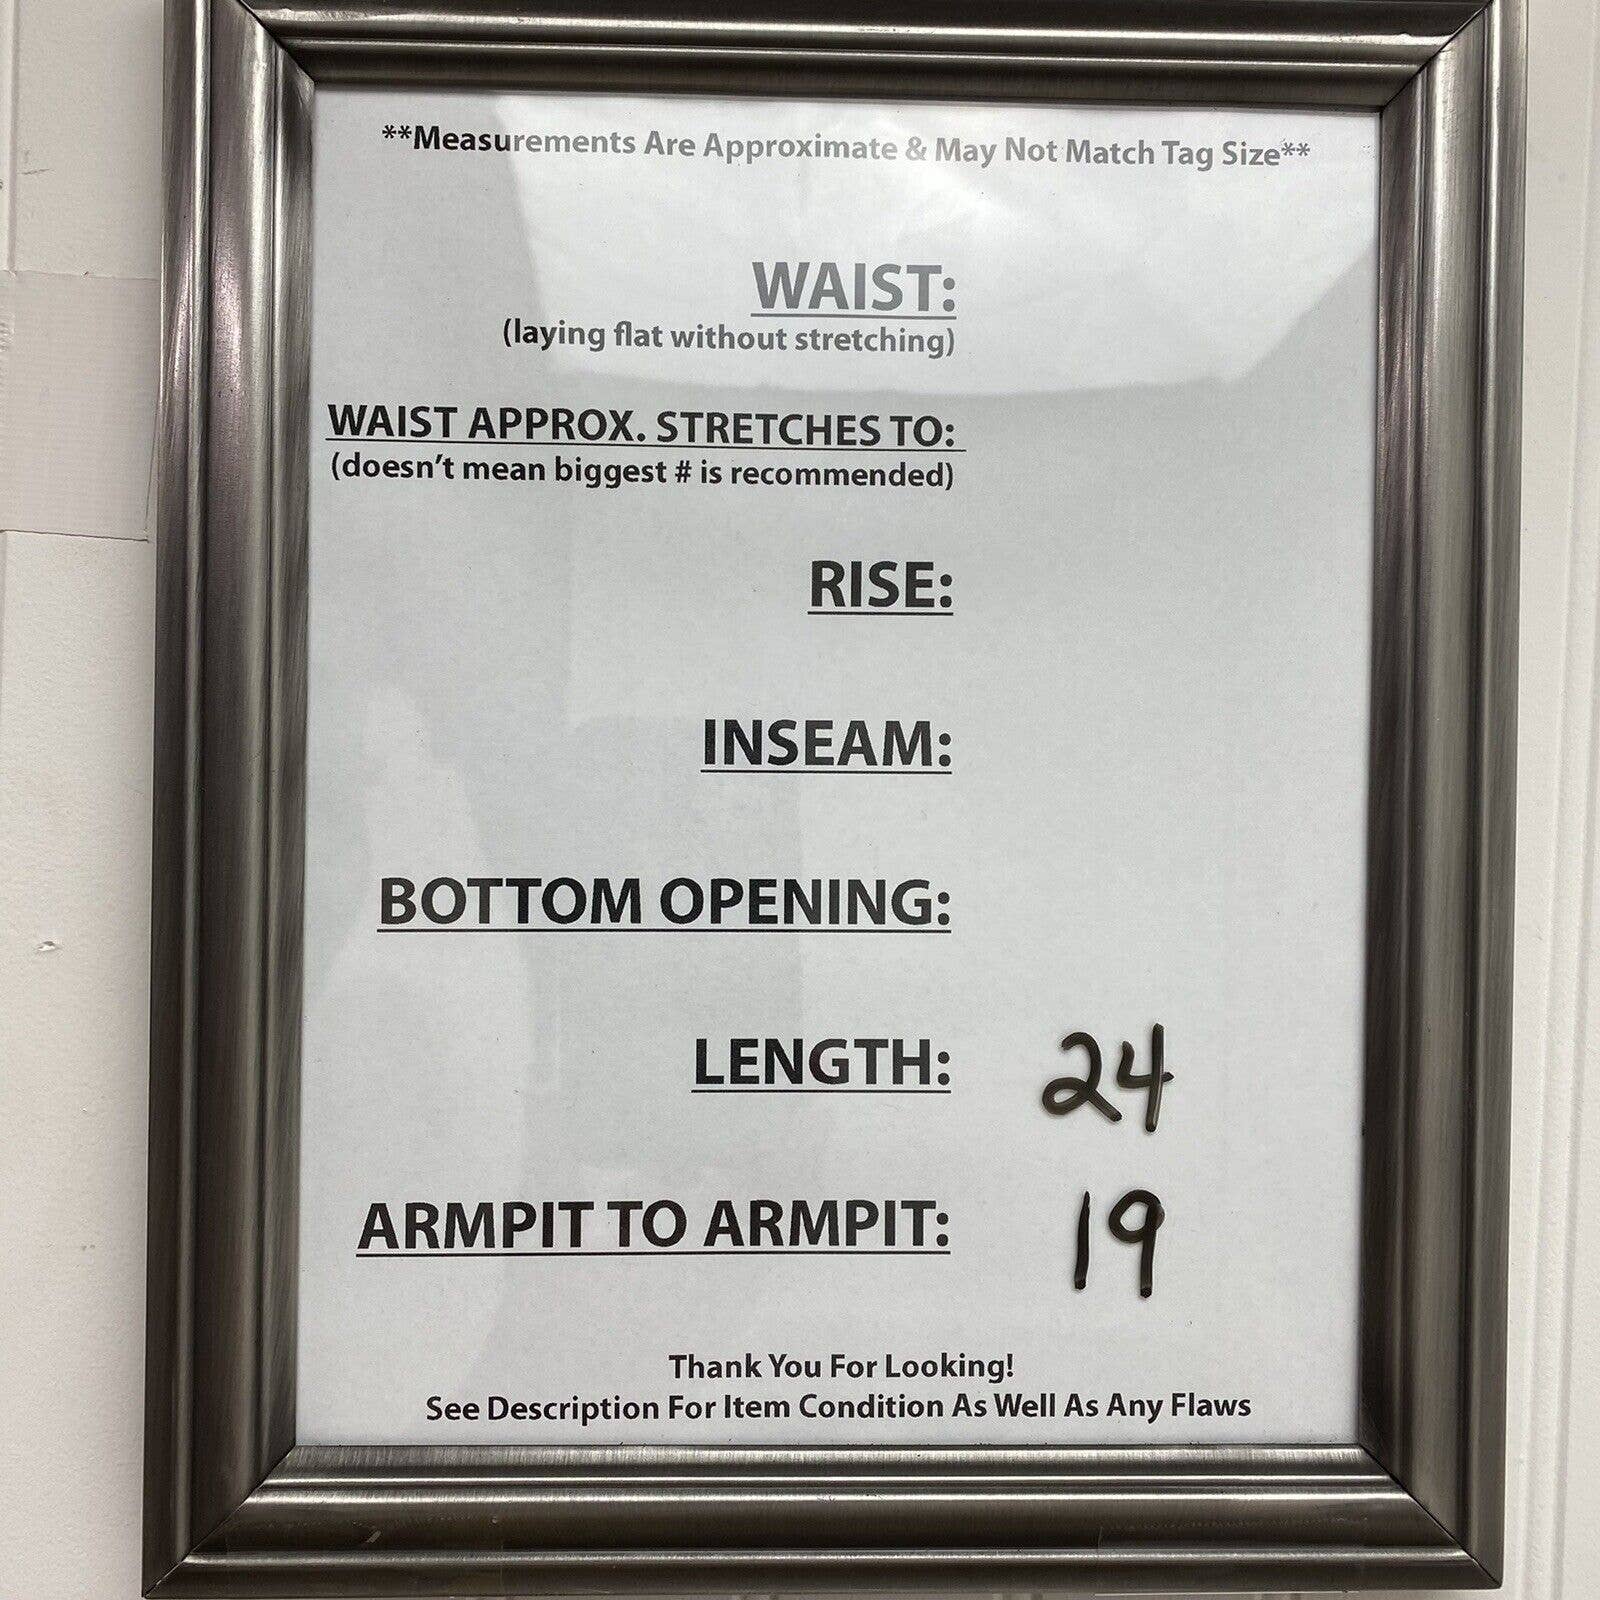 **Measurements Are Approximate & May Not Match Tag Size**
WAIST:
(laying flat without stretching)
WAIST APPROX. STRETCHES TO:
(doesn't mean biggest # is recommended)
RISE:
INSEAM:
BOTTOM OPENING:
LENGTH: 24
ARMPIT TO ARMPIT: 19
Thank You For Looking!
See Description For Item Condition As Well As Any Flaws